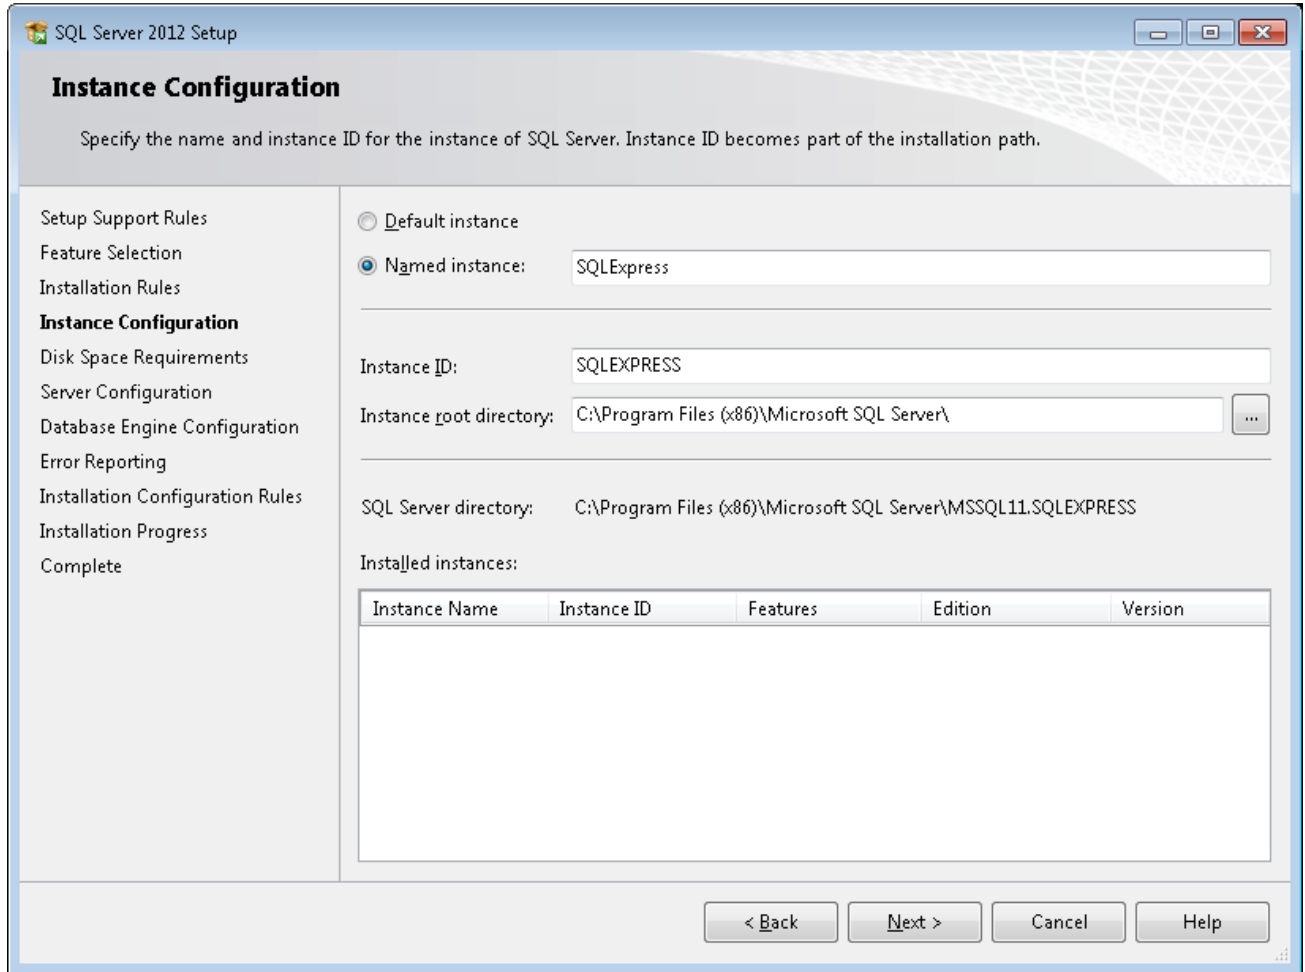 SQL Server 2012 Setup
Instance Configuration
Specify the name and instance ID for the instance of SQL Server. Instance ID becomes part of the installation path.
Setup Support Rules
Feature Selection
Installation Rules
Instance Configuration
Disk Space Requirements
Server Configuration
Database Engine Configuration
Error Reporting
Installation Configuration Rules
Installation Progress
Complete
Default instance
Named instance: SQLExpress
Instance ID: SQLEXPRESS
Instance root directory: C:\Program Files (x86)\Microsoft SQL Server\ ...
SQL Server directory: C:\Program Files (x86)\Microsoft SQL Server\MSSQL11.SQLEXPRESS
Installed instances:
Instance Name Instance ID Features Edition Version
< Back Next > Cancel Help